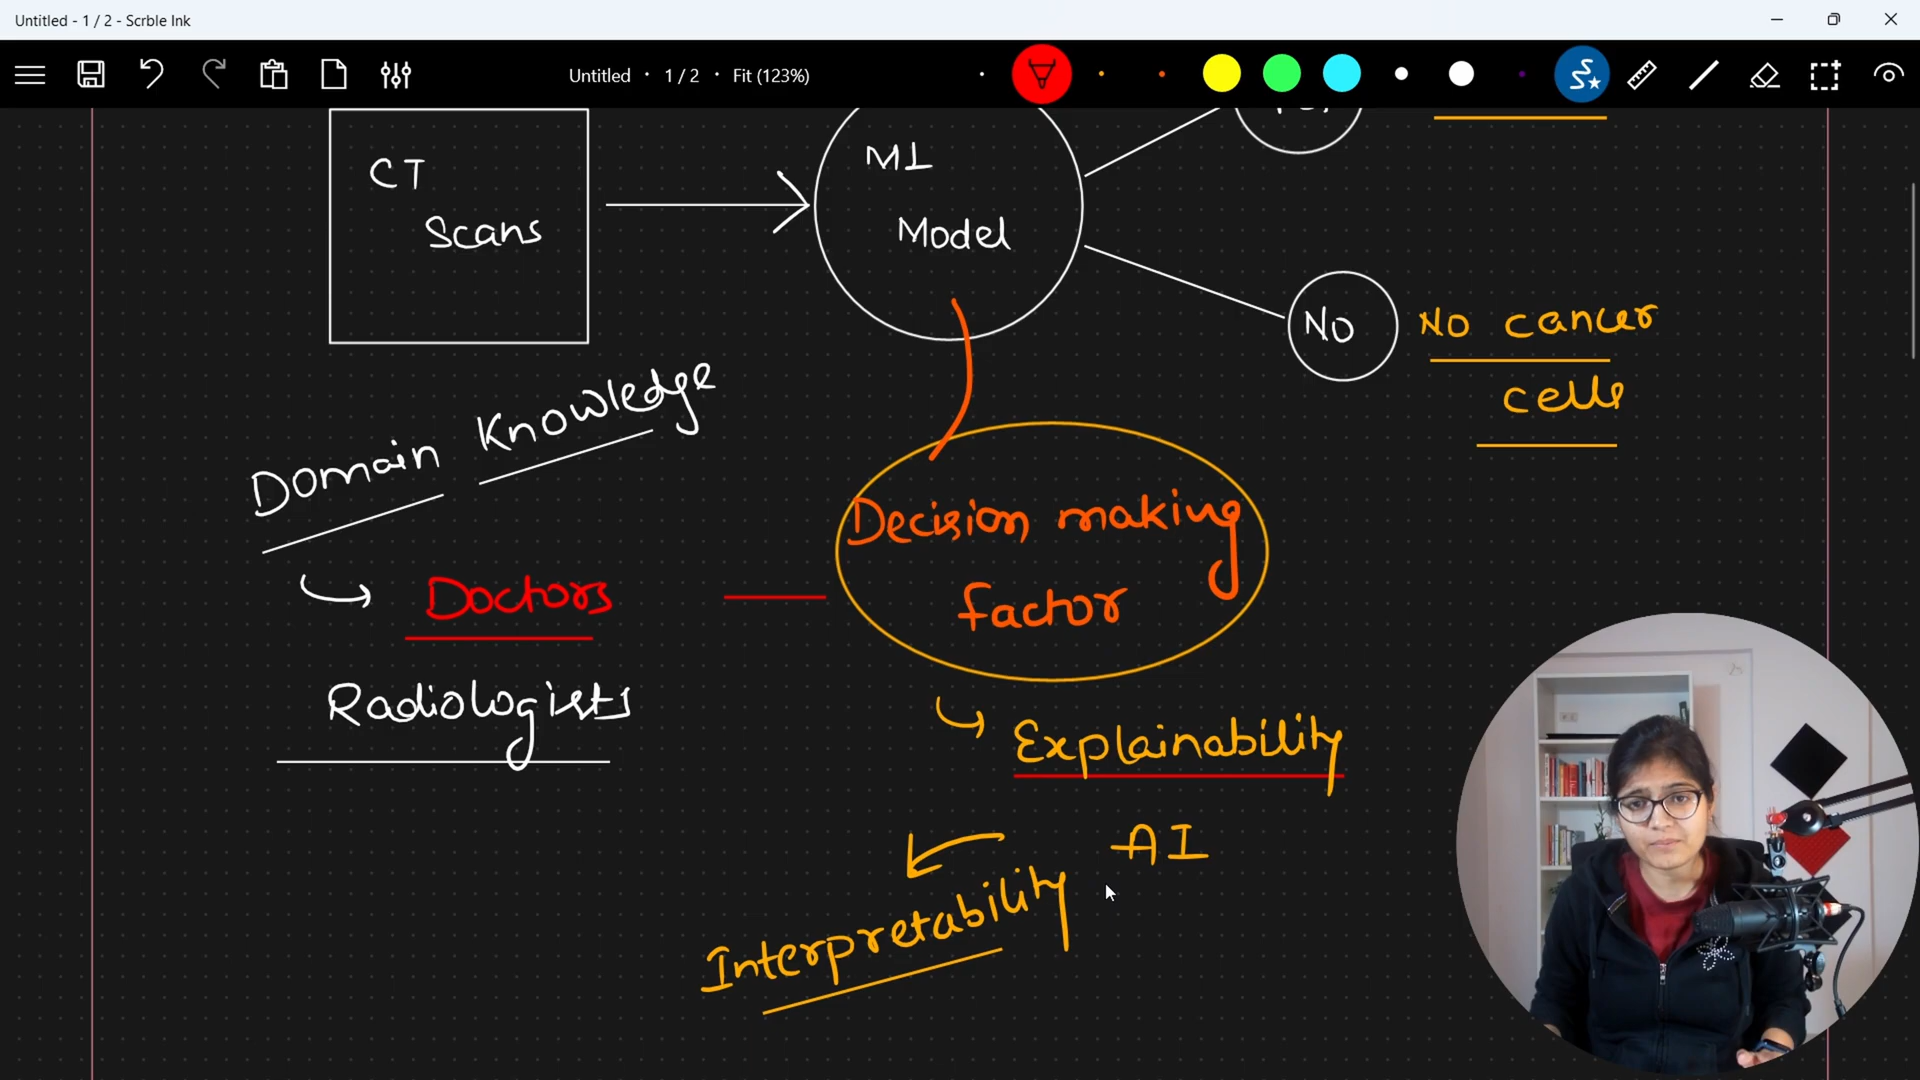 Untitled - 1 / 2 - Scrble Ink
Untitled • 1 / 2 • Fit (123%)
CT
Scans
ML
Model
No
No cancer
cells
Domain Knowledge
Doctors
Radiologists
Decision making
factor
Explainability
AI
Interpretability